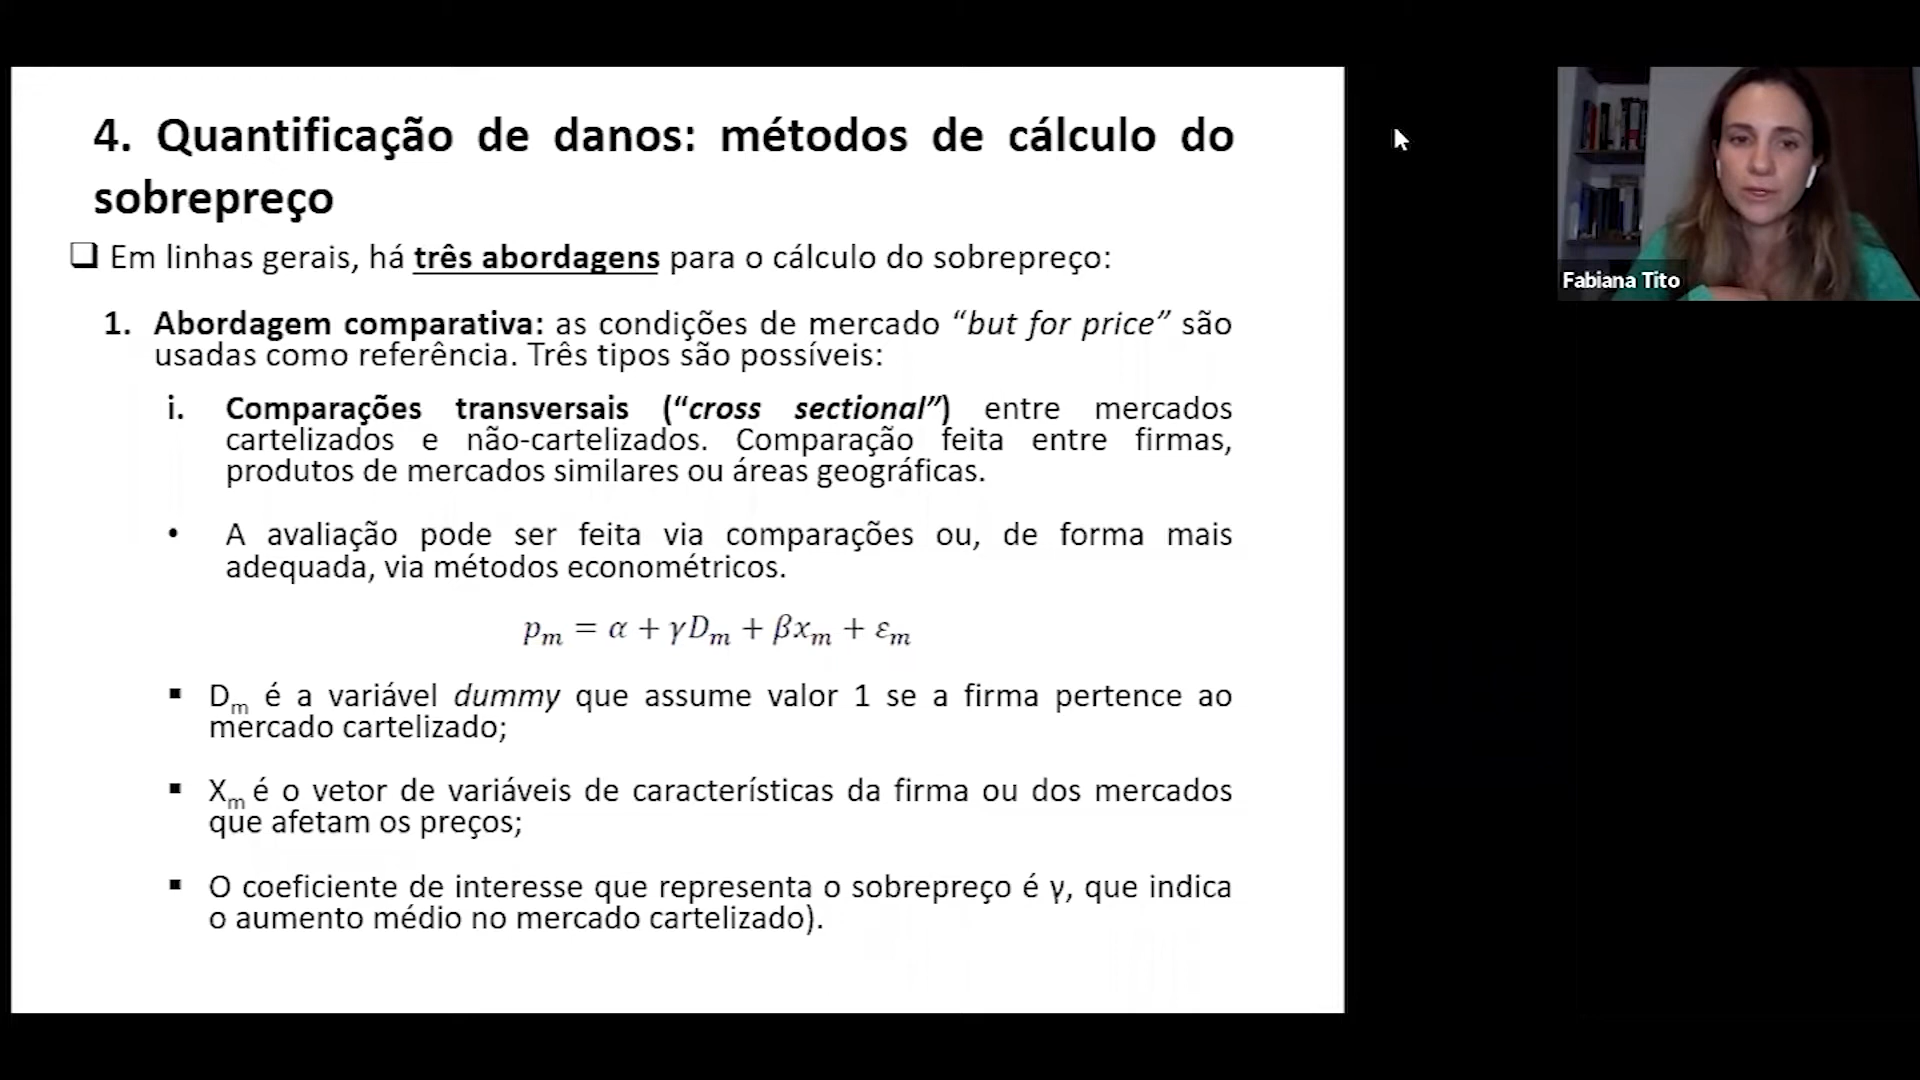 4. Quantificação de danos: métodos de cálculo do
sobrepreço
Em linhas gerais, há três abordagens para o cálculo do sobrepreço:
1. Abordagem comparativa: as condições de mercado “but for price” são
usadas como referência. Três tipos são possíveis:
i. Comparações transversais (“cross sectional”) entre mercados
cartelizados e não-cartelizados. Comparação feita entre firmas,
produtos de mercados similares ou áreas geográficas.
• A avaliação pode ser feita via comparações ou, de forma mais
adequada, via métodos econométricos.
pₘ = α + γDₘ + βxₘ + εₘ
▪ Dₘ é a variável dummy que assume valor 1 se a firma pertence ao
mercado cartelizado;
▪ Xₘ é o vetor de variáveis de características da firma ou dos mercados
que afetam os preços;
▪ O coeficiente de interesse que representa o sobrepreço é γ, que indica
o aumento médio no mercado cartelizado).
Fabiana Tito